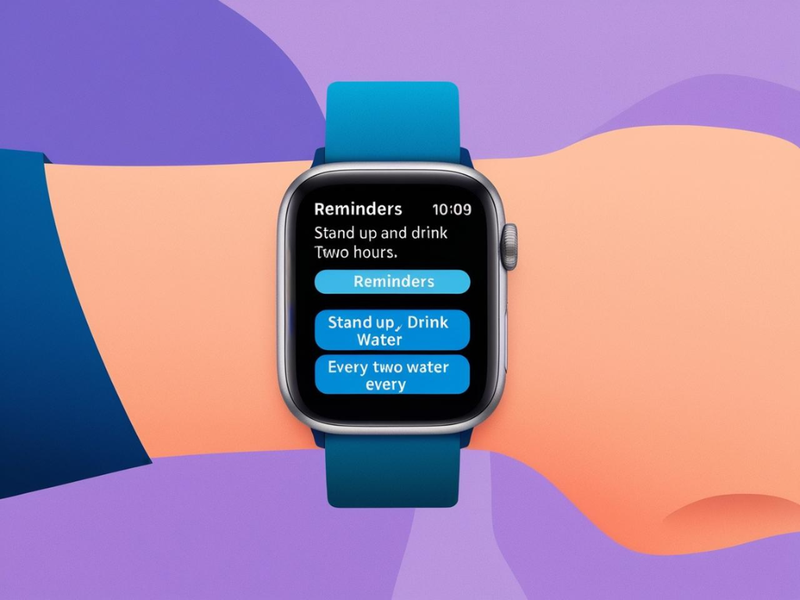 Reminders 10:09
Stand up and drink
Two hours.
Reminders
Stand up, Drink
Water
Every two water
every